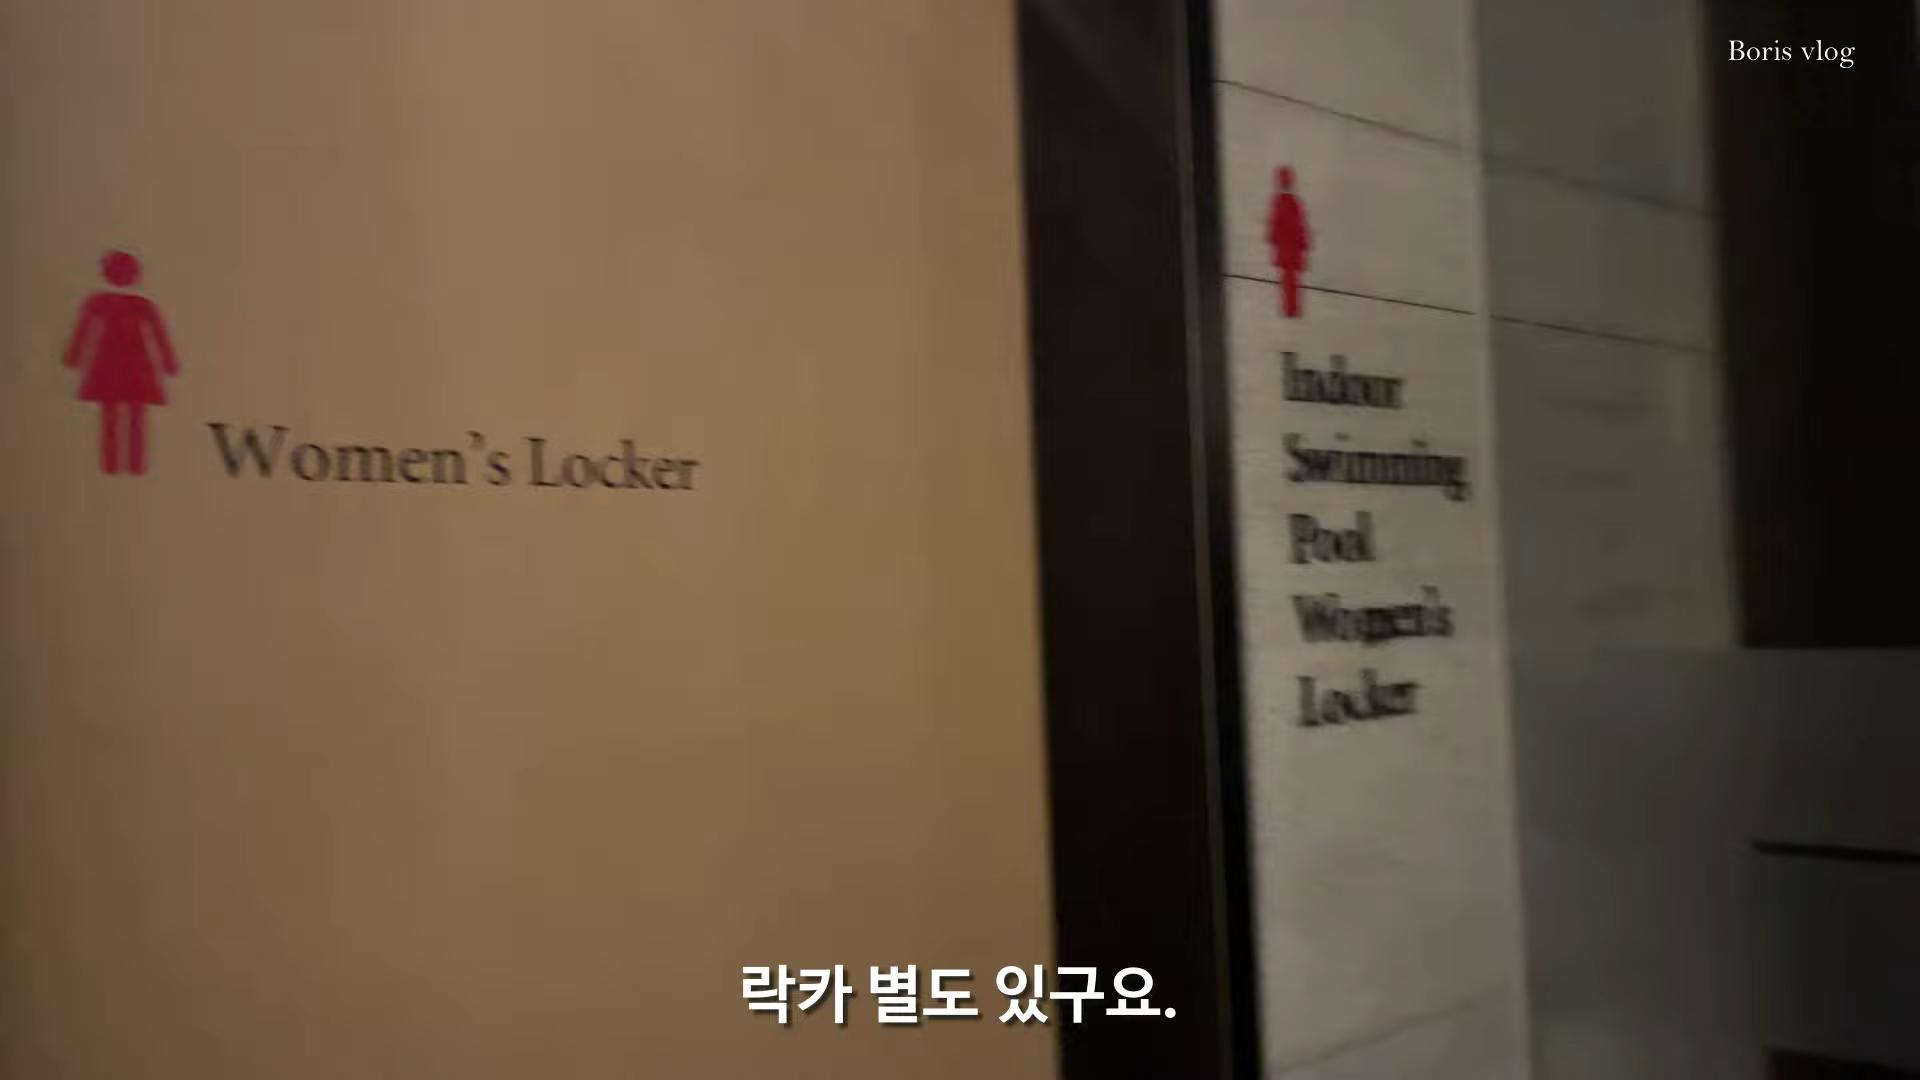 Boris vlog
Women's Locker
Indoor
Swimming
Pool
Women's
Locker
락카 별도 있구요.